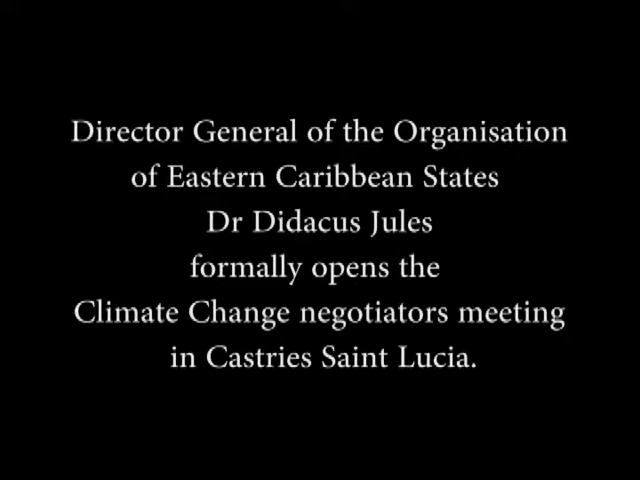 Director General of the Organisation
of Eastern Caribbean States
Dr Didacus Jules
formally opens the
Climate Change negotiators meeting
in Castries Saint Lucia.